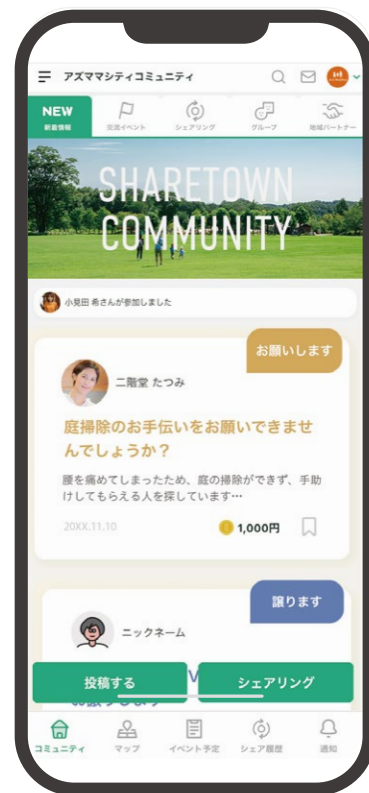 アズママシティコミュニティ
NEW
新着情報
交流イベント
シェアリング
グループ
地域パートナー
SHARETOWN
COMMUNITY
小見田 希さんが参加しました
お願いします
二階堂 たつみ
庭掃除のお手伝いをお願いできませ
んでしょうか？
腰を痛めてしまったため、庭の掃除ができず、手助
けしてもらえる人を探しています…
20XX.11.10
1,000円
譲ります
ニックネーム
投稿する
シェアリング
コミュニティ
マップ
イベント予定
シェア履歴
通知